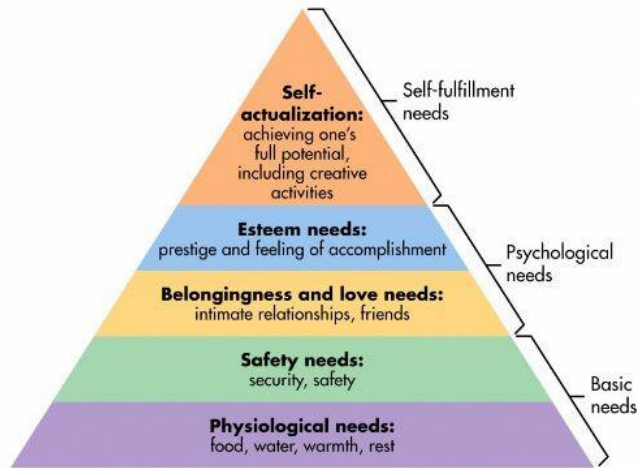 Self-
actualization:
achieving one's
full potential,
including creative
activities
Self-fulfillment
needs
Esteem needs:
prestige and feeling of accomplishment
Belongingness and love needs:
intimate relationships, friends
Psychological
needs
Safety needs:
security, safety
Physiological needs:
food, water, warmth, rest
Basic
needs